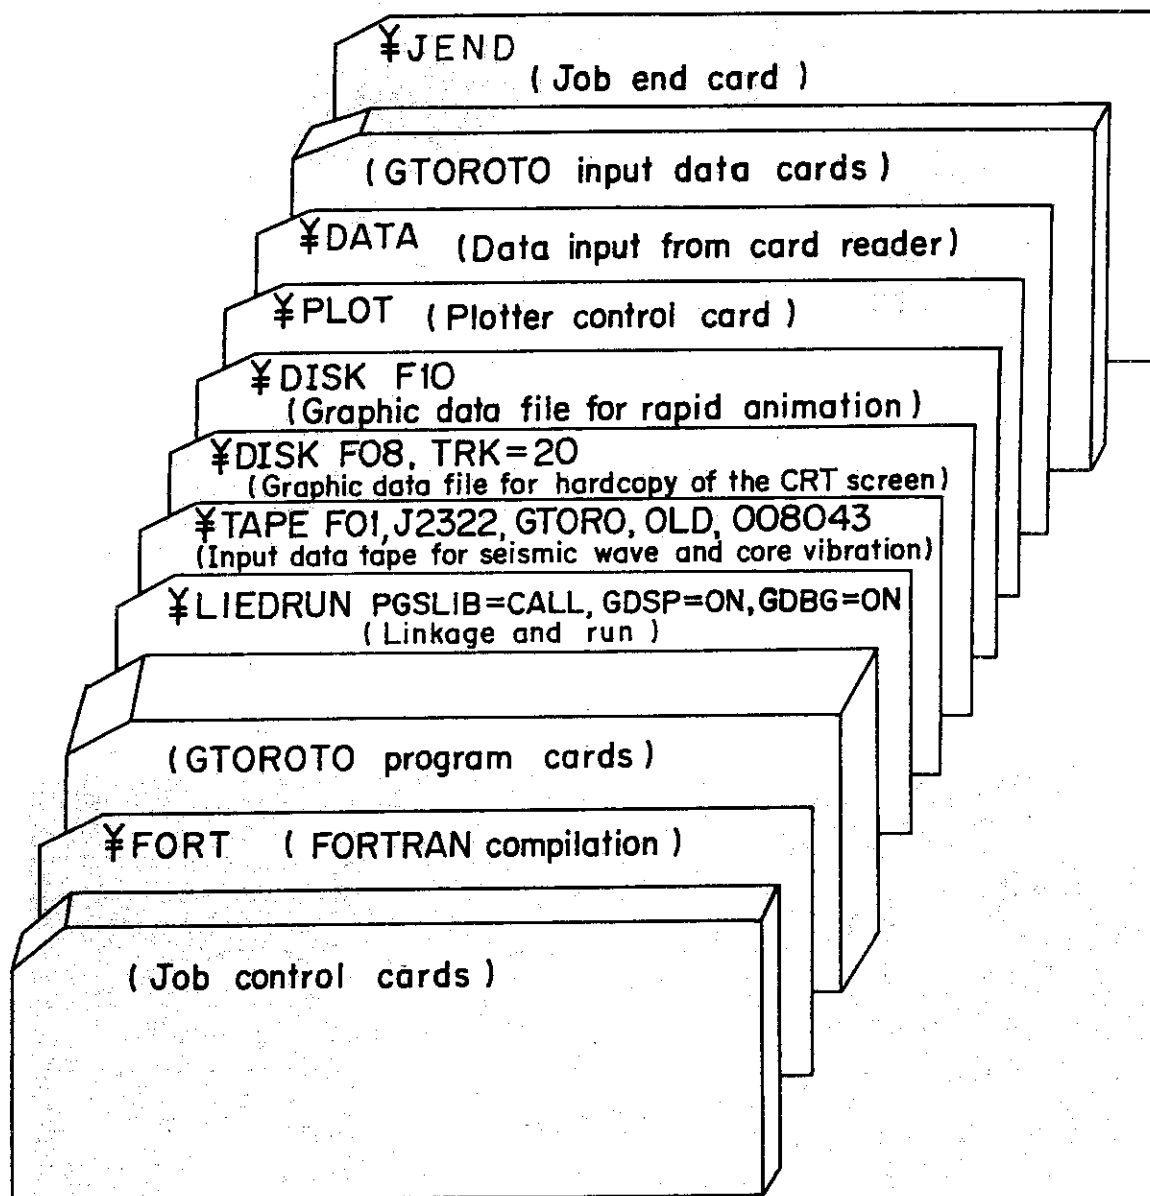 ¥JEND
(Job end card)
(GTOROTO input data cards)
¥DATA (Data input from card reader)
¥PLOT (Plotter control card)
¥DISK F10
(Graphic data file for rapid animation)
¥DISK F08, TRK=20
(Graphic data file for hardcopy of the CRT screen)
¥TAPE F01, J2322, GTORO, OLD, 008043
(Input data tape for seismic wave and core vibration)
¥LIEDRUN PGSLIB=CALL, GDSP=ON, GDBG=ON
(Linkage and run)
(GTOROTO program cards)
¥FORT (FORTRAN compilation)
(Job control cards)